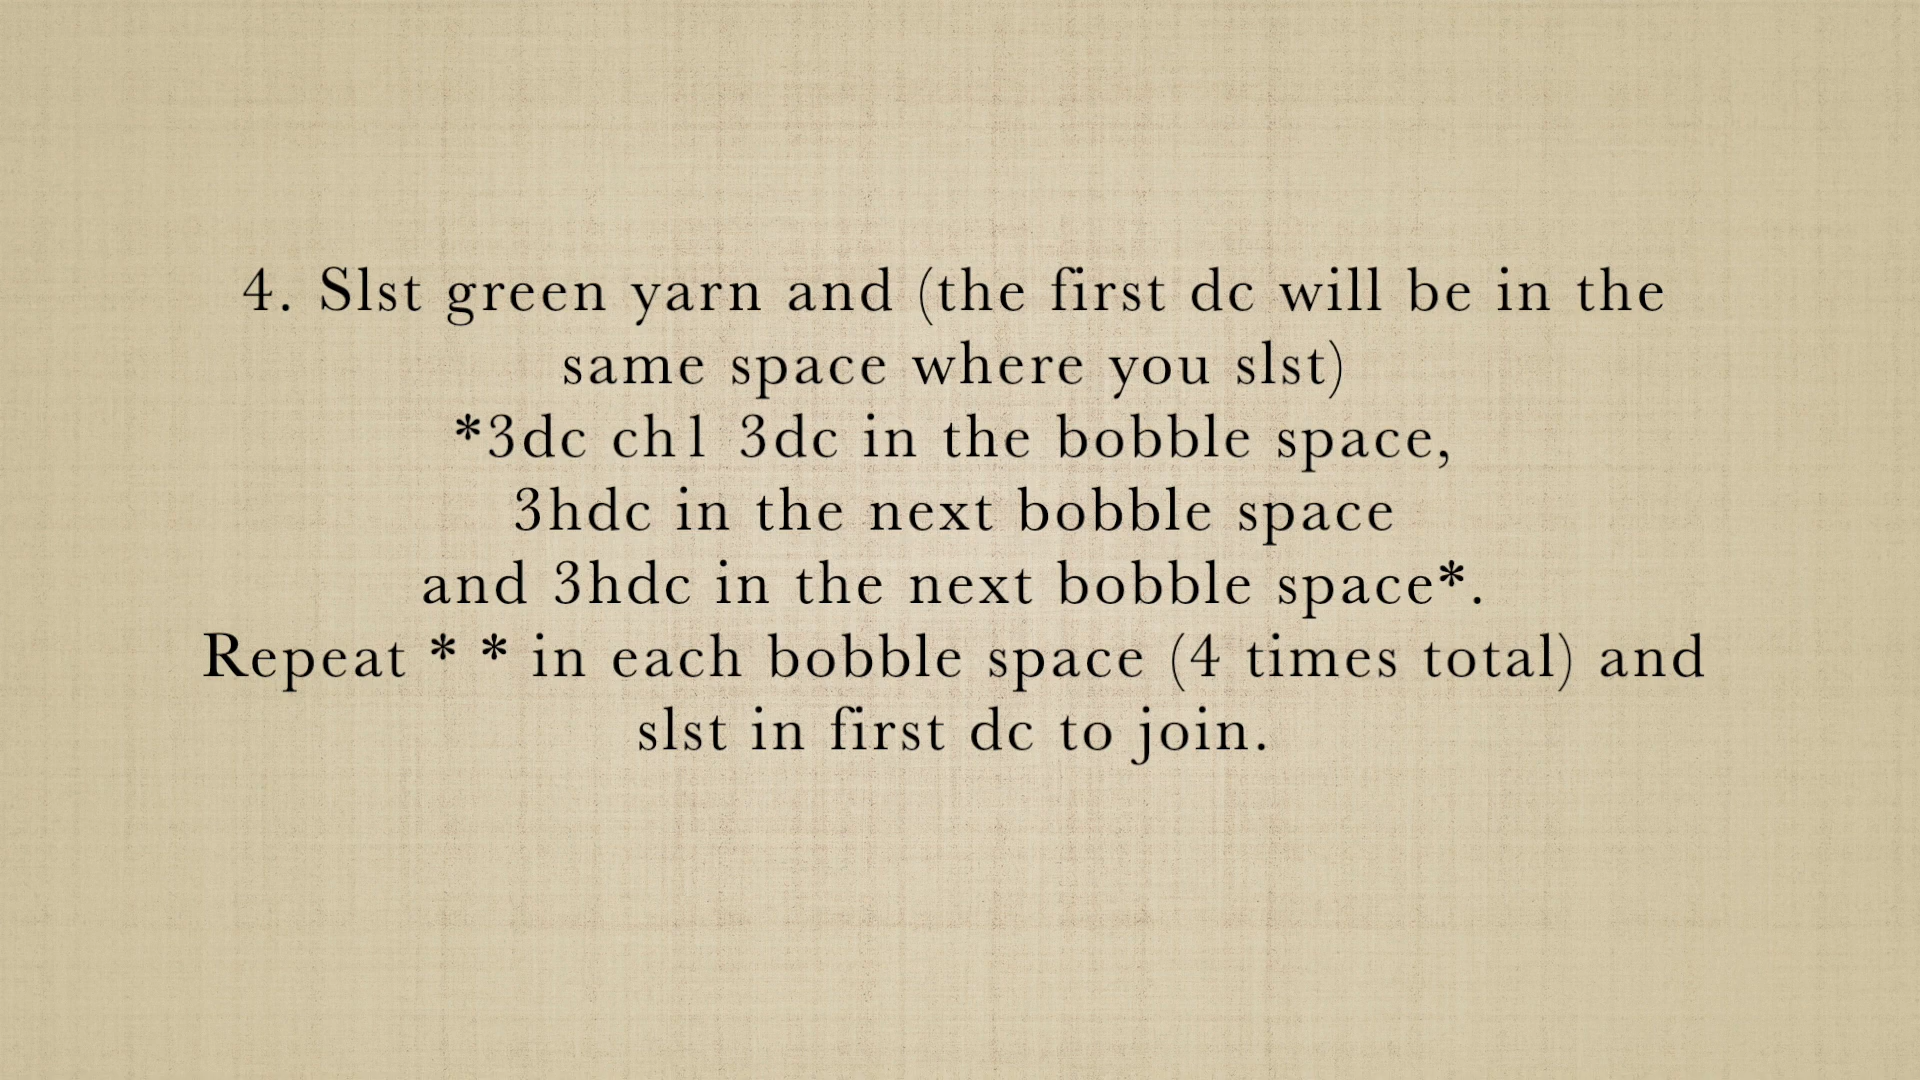 4. Slst green yarn and (the first dc will be in the
same space where you slst)
*3dc ch1 3dc in the bobble space,
3hdc in the next bobble space
and 3hdc in the next bobble space*.
Repeat * * in each bobble space (4 times total) and
slst in first dc to join.